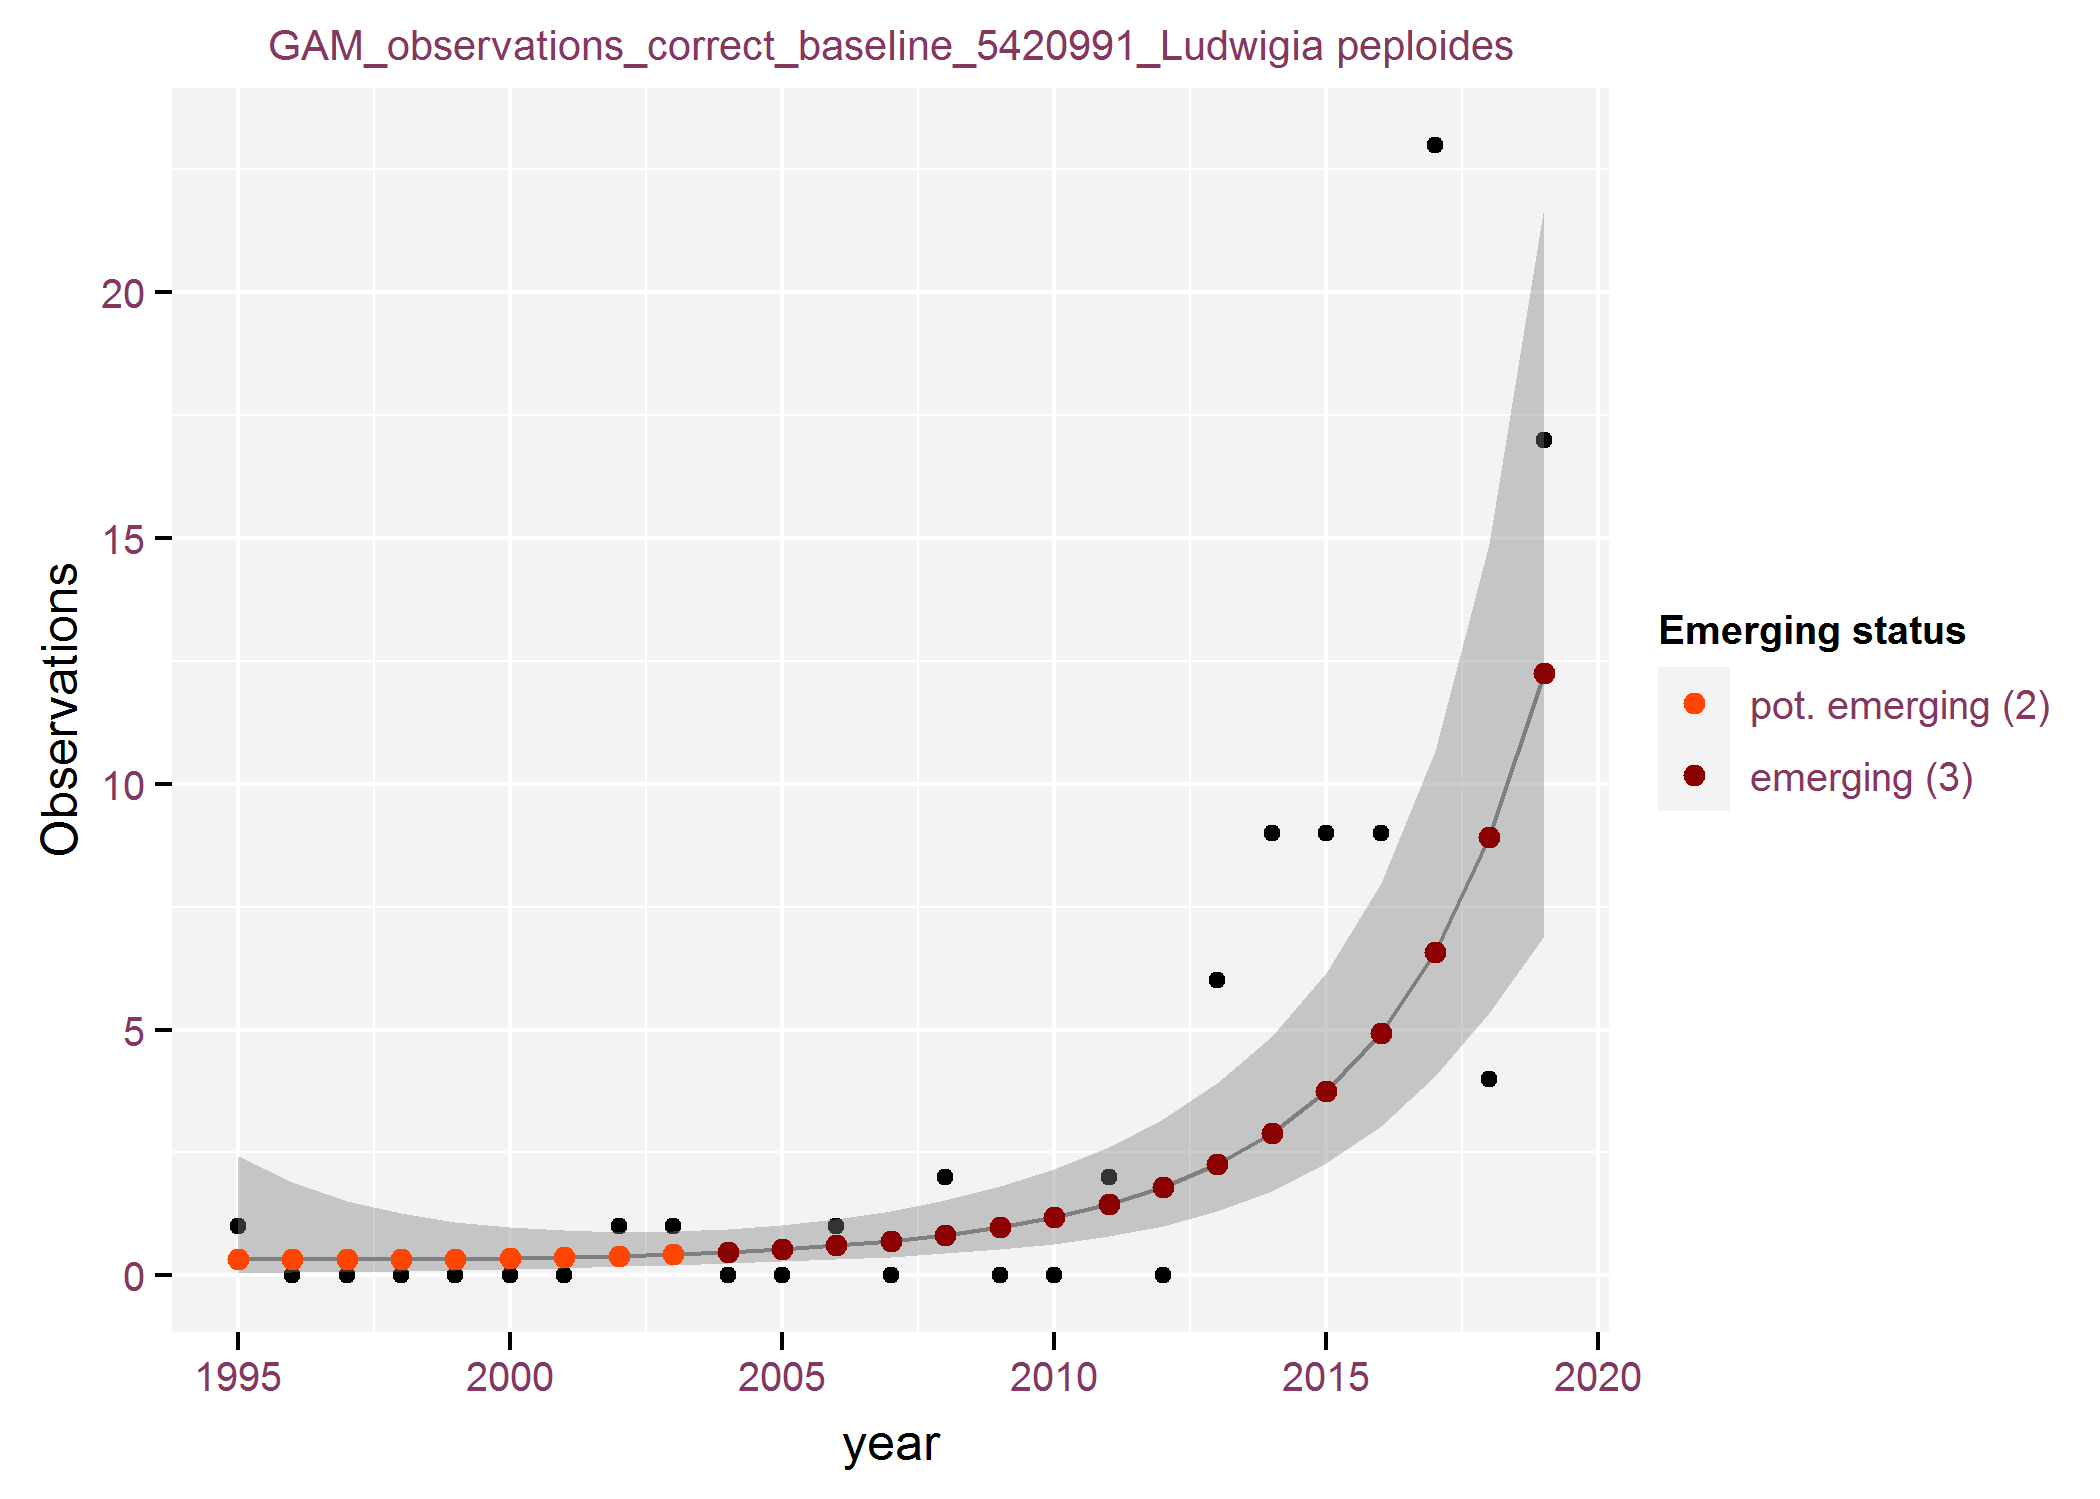 GAM_observations_correct_baseline_5420991_Ludwigia peploides
Observations
20
15
10
5
0
1995 2000 2005 2010 2015 2020
year
Emerging status
pot. emerging (2)
emerging (3)